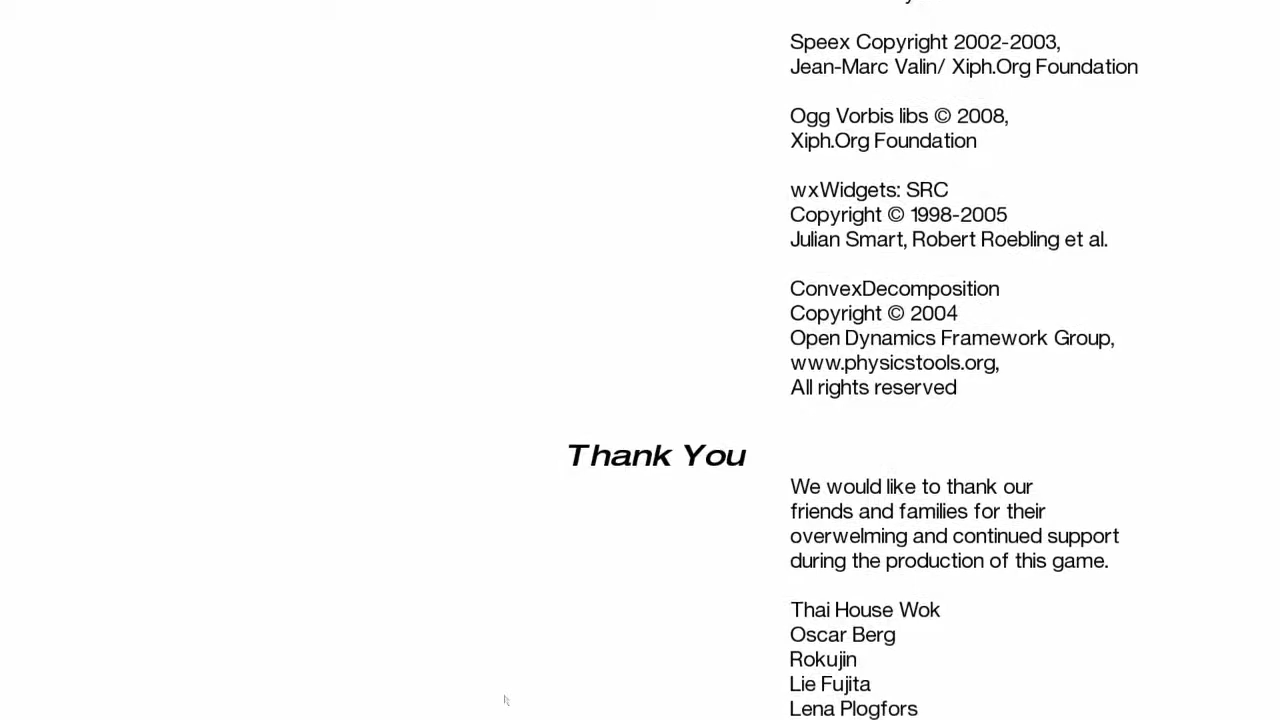 Speex Copyright 2002-2003,
Jean-Marc Valin/ Xiph.Org Foundation
Ogg Vorbis libs © 2008,
Xiph.Org Foundation
wxWidgets: SRC
Copyright © 1998-2005
Julian Smart, Robert Roebling et al.
ConvexDecomposition
Copyright © 2004
Open Dynamics Framework Group,
www.physicstools.org,
All rights reserved
Thank You
We would like to thank our
friends and families for their
overwelming and continued support
during the production of this game.
Thai House Wok
Oscar Berg
Rokujin
Lie Fujita
Lena Plogfors